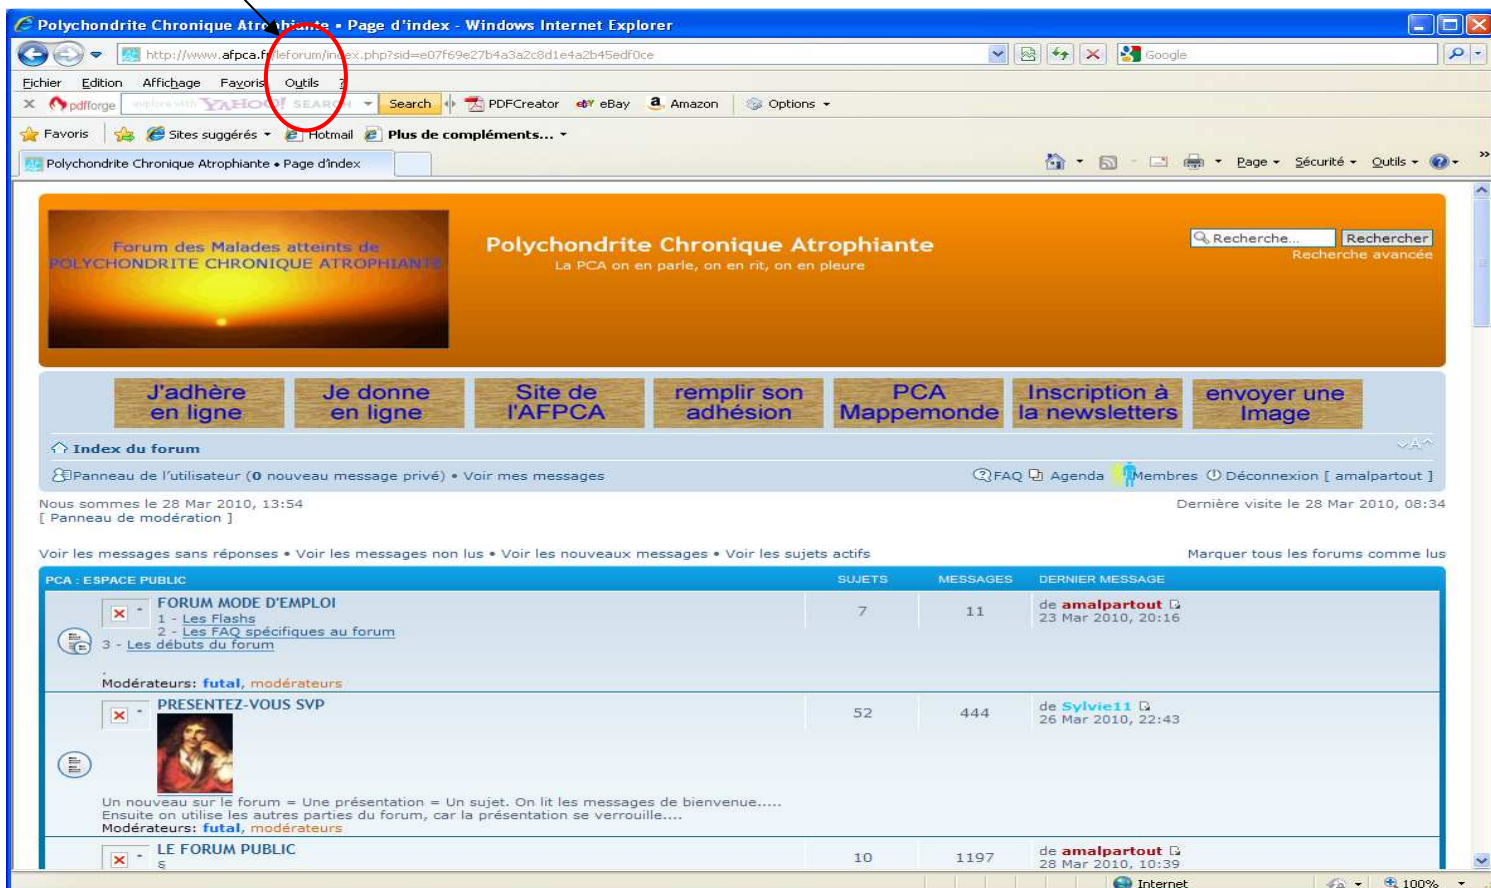 Polychondrite Chronique Atrophiante • Page d'index - Windows Internet Explorer
http://www.afpca.fr/leforum/index.php?sid=e07f69e27b4a3a2c8d1e4a2b45edf0ce
Google
Fichier Edition Affichage Favoris Outils ?
pdfforge explore with YAHOO! SEARCH Search PDFCreator eBay Amazon Options
Favoris Sites suggérés Hotmail Plus de compléments...
Polychondrite Chronique Atrophiante • Page d'index
Page Sécurité Outils »
Forum des Malades atteints de
POLYCHONDRITE CHRONIQUE ATROPHIANTE
Polychondrite Chronique Atrophiante
La PCA on en parle, on en rit, on en pleure
Recherche... Rechercher
Recherche avancée
J'adhère
en ligne
Je donne
en ligne
Site de
l'AFPCA
remplir son
adhésion
PCA
Mappemonde
Inscription à
la newsletters
envoyer une
Image
Index du forum
A
Panneau de l'utilisateur (0 nouveau message privé) • Voir mes messages
FAQ Agenda Membres Déconnexion [ amalpartout ]
Nous sommes le 28 Mar 2010, 13:54
Dernière visite le 28 Mar 2010, 08:34
[ Panneau de modération ]
Voir les messages sans réponses • Voir les messages non lus • Voir les nouveaux messages • Voir les sujets actifs
Marquer tous les forums comme lus
PCA : ESPACE PUBLIC SUJETS MESSAGES DERNIER MESSAGE
FORUM MODE D'EMPLOI
1 - Les Flashs
2 - Les FAQ spécifiques au forum
3 - Les débuts du forum
.
Modérateurs: futal, modérateurs
7
11
de amalpartout
23 Mar 2010, 20:16
PRESENTEZ-VOUS SVP
Un nouveau sur le forum = Une présentation = Un sujet. On lit les messages de bienvenue.....
Ensuite on utilise les autres parties du forum, car la présentation se verrouille....
Modérateurs: futal, modérateurs
52
444
de Sylvie11
26 Mar 2010, 22:43
LE FORUM PUBLIC
10
1197
de amalpartout
28 Mar 2010, 10:39
Internet
100%